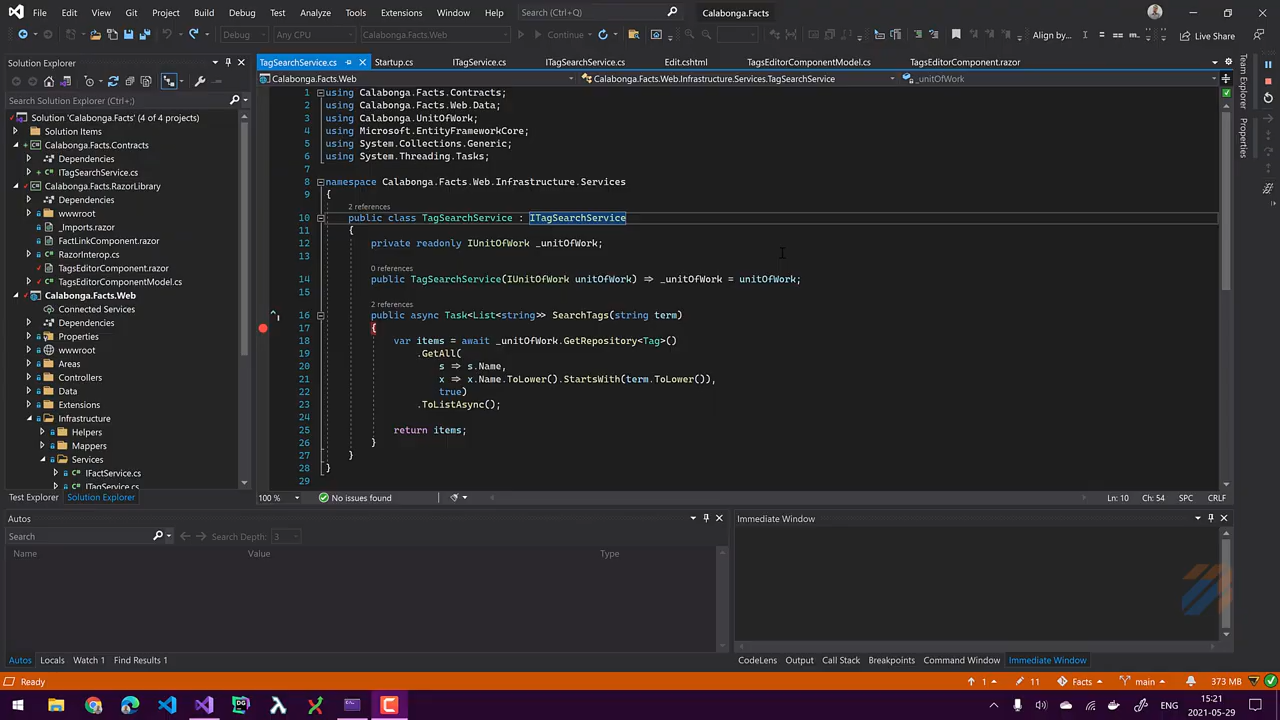 File Edit View Git Project Build Debug Test Analyze Tools Extensions Window Help Search (Ctrl+Q) Calabonga.Facts
Debug Any CPU Calabonga.Facts.Web Continue Align by... Live Share
Solution Explorer
Search Solution Explorer (Ctrl+;)
Solution 'Calabonga.Facts' (4 of 4 projects)
Solution Items
Calabonga.Facts.Contracts
Dependencies
ITagSearchService.cs
Calabonga.Facts.RazorLibrary
Dependencies
wwwroot
_Imports.razor
FactLinkComponent.razor
RazorInterop.cs
TagsEditorComponent.razor
TagsEditorComponentModel.cs
Calabonga.Facts.Web
Connected Services
Dependencies
Properties
wwwroot
Areas
Controllers
Data
Extensions
Infrastructure
Helpers
Mappers
Services
IFactService.cs
ITagService.cs
Test Explorer Solution Explorer
TagSearchService.cs Startup.cs ITagService.cs ITagSearchService.cs Edit.cshtml TagsEditorComponentModel.cs TagsEditorComponent.razor
Calabonga.Facts.Web Calabonga.Facts.Web.Infrastructure.Services.TagSearchService _unitOfWork
1 using Calabonga.Facts.Contracts;
2 using Calabonga.Facts.Web.Data;
3 using Calabonga.UnitOfWork;
4 using Microsoft.EntityFrameworkCore;
5 using System.Collections.Generic;
6 using System.Threading.Tasks;
7
8 namespace Calabonga.Facts.Web.Infrastructure.Services
9 {
2 references
10 public class TagSearchService : ITagSearchService
11 {
12 private readonly IUnitOfWork _unitOfWork;
13
0 references
14 public TagSearchService(IUnitOfWork unitOfWork) => _unitOfWork = unitOfWork;
15
2 references
16 public async Task<List<string>> SearchTags(string term)
17 {
18 var items = await _unitOfWork.GetRepository<Tag>()
19 .GetAll(
20 s => s.Name,
21 x => x.Name.ToLower().StartsWith(term.ToLower()),
22 true)
23 .ToListAsync();
24
25 return items;
26 }
27 }
28 }
29
100 % No issues found Ln: 10 Ch: 54 SPC CRLF
Team Explorer
Properties
Autos
Search Search Depth: 3
Name Value Type
Autos Locals Watch 1 Find Results 1
Immediate Window
CodeLens Output Call Stack Breakpoints Command Window Immediate Window
Ready 1 11 Facts main 373 MB
ENG 15:21
2021-05-29